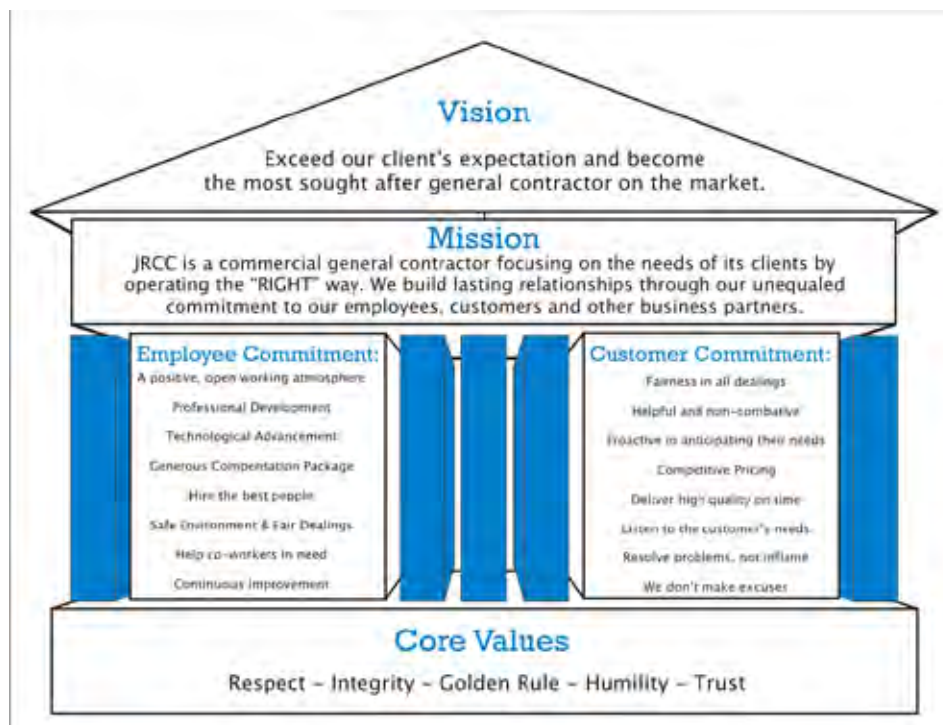 Vision
Exceed our client's expectation and become
the most sought after general contractor on the market.
Mission
JRCC is a commercial general contractor focusing on the needs of its clients by
operating the "RIGHT" way. We build lasting relationships through our unequaled
commitment to our employees, customers and other business partners.
Employee Commitment:
A positive, open working atmosphere
Professional Development
Technological Advancement
Generous Compensation Package
Hire the best people
Safe Environment & Fair Dealings
Help co-workers in need
Continuous improvement
Customer Commitment:
Fairness in all dealings
Helpful and non-combative
Proactive in anticipating their needs
Competitive Pricing
Deliver high quality on time
Listen to the customer's needs
Resolve problems, not inflame
We don't make excuses
Core Values
Respect – Integrity – Golden Rule – Humility – Trust